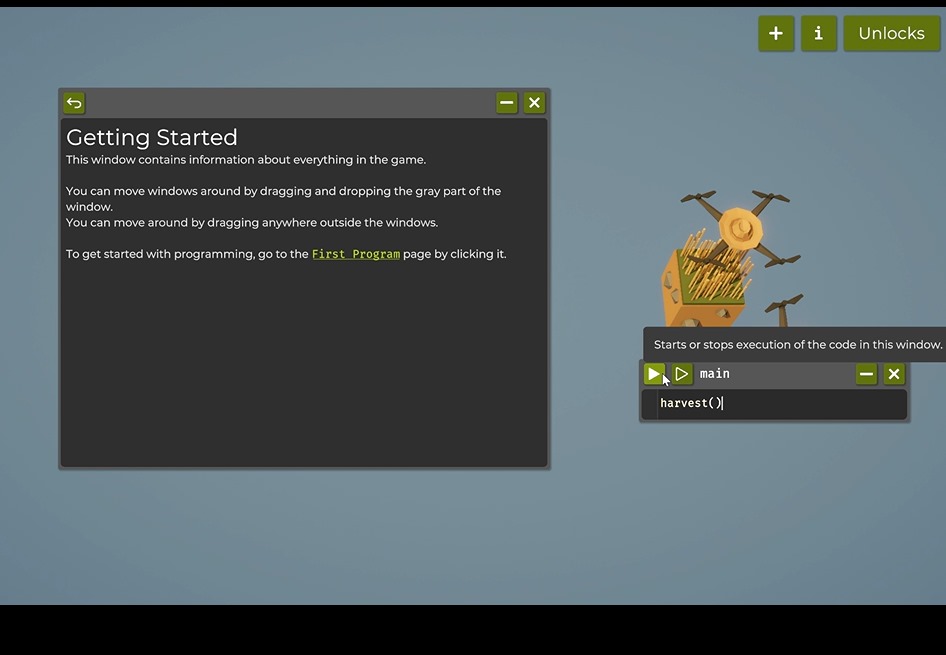 + i Unlocks
Getting Started
This window contains information about everything in the game.
You can move windows around by dragging and dropping the gray part of the
window.
You can move around by dragging anywhere outside the windows.
To get started with programming, go to the First Program page by clicking it.
Starts or stops execution of the code in this window.
main
harvest()